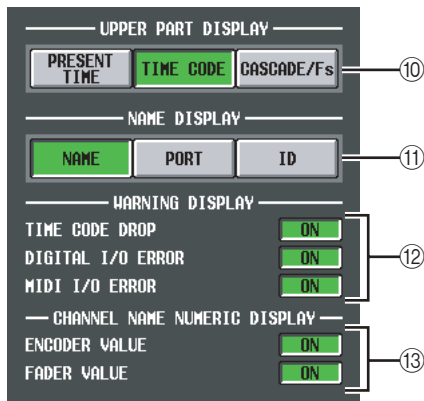 UPPER PART DISPLAY
PRESENT TIME TIME CODE CASCADE/Fs ⑩
NAME DISPLAY
NAME PORT ID ⑪
WARNING DISPLAY
TIME CODE DROP ON
DIGITAL I/O ERROR ON ⑫
MIDI I/O ERROR ON
CHANNEL NAME NUMERIC DISPLAY
ENCODER VALUE ON ⑬
FADER VALUE ON